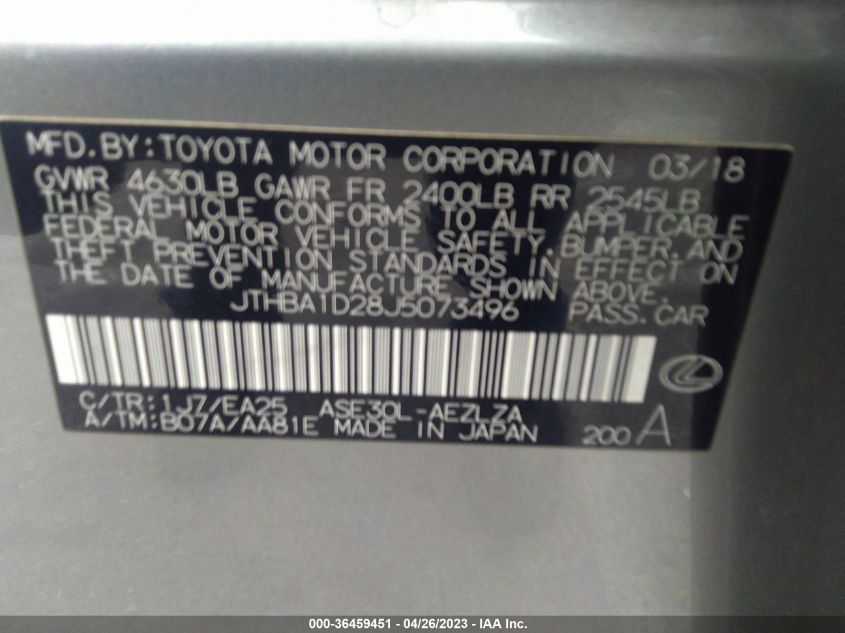 MFD. BY: TOYOTA MOTOR CORPORATION 03/18
GVWR 4630LB GAWR FR 2400LB RR 2545LB
THIS VEHICLE CONFORMS TO ALL APPLICABLE
FEDERAL MOTOR VEHICLE SAFETY, BUMPER, AND
THEFT PREVENTION STANDARDS IN EFFECT ON
THE DATE OF MANUFACTURE SHOWN ABOVE.
JTHBA1D28J5073496 PASS. CAR
C/TR: 1J7/EA25 ASE30L-AEZLZA
A/TM: B07A/AA81E MADE IN JAPAN 200 A
000-36459451 - 04/26/2023 - IAA Inc.